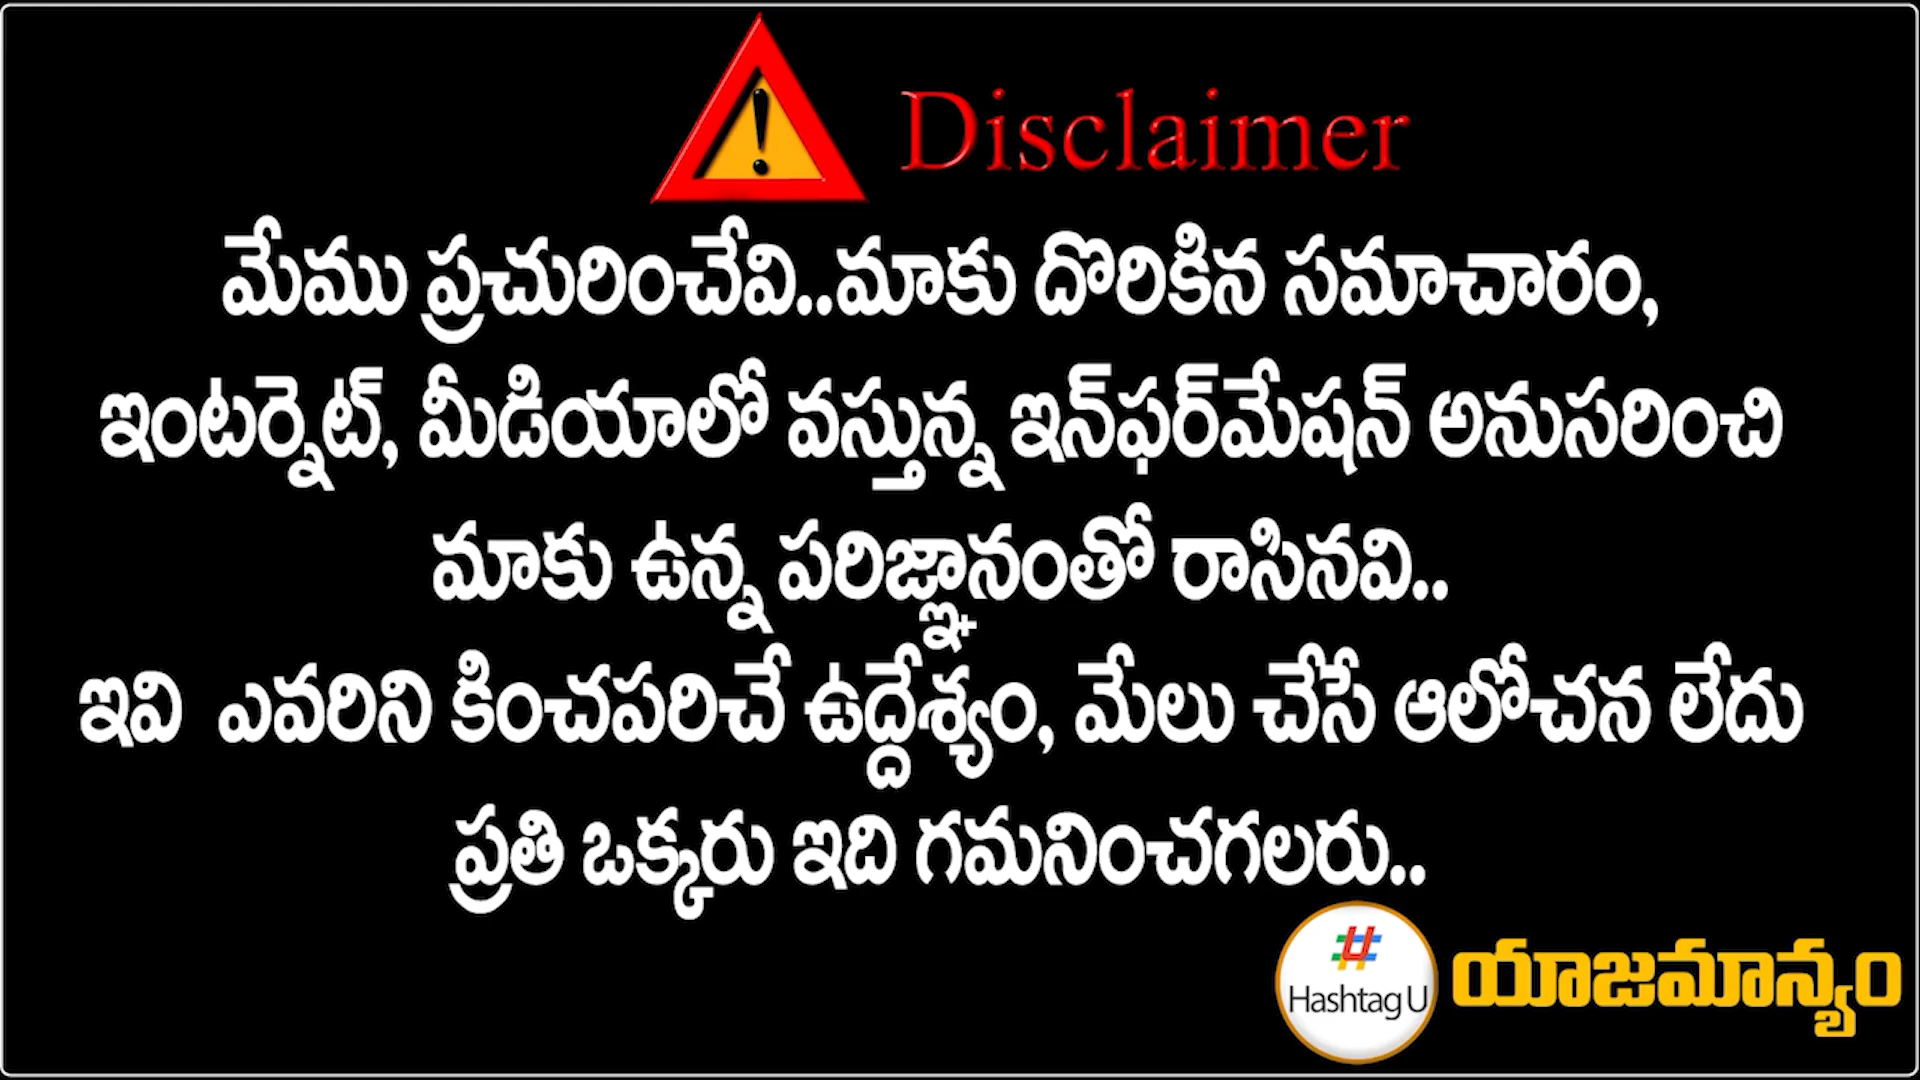 Disclaimer
మేము ప్రచురించేవి..మాకు దొరికిన సమాచారం,
ఇంటర్నెట్, మీడియాలో వస్తున్న ఇన్‌ఫర్‌మేషన్ అనుసరించి
మాకు ఉన్న పరిజ్ఞానంతో రాసినవి..
ఇవి ఎవరిని కించపరిచే ఉద్దేశ్యం, మేలు చేసే ఆలోచన లేదు
ప్రతి ఒక్కరు ఇది గమనించగలరు..
Hashtag U యాజమాన్యం